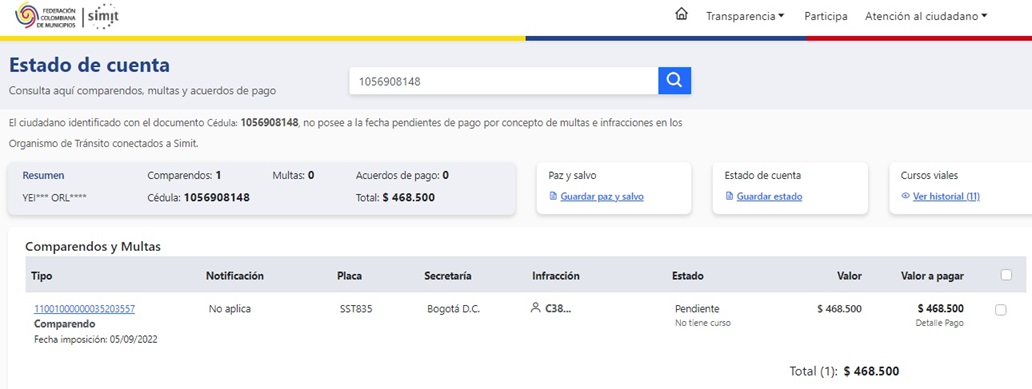 FEDERACIÓN
COLOMBIANA
DE MUNICIPIOS
simit
Transparencia
Participa
Atención al ciudadano
Estado de cuenta
Consulta aquí comparendos, multas y acuerdos de pago
1056908148
El ciudadano identificado con el documento Cédula: 1056908148, no posee a la fecha pendientes de pago por concepto de multas e infracciones en los
Organismo de Tránsito conectados a Simit.
Resumen
Comparendos: 1
Multas: 0
Acuerdos de pago: 0
YEI*** ORL****
Cédula: 1056908148
Total: $ 468.500
Paz y salvo
Guardar paz y salvo
Estado de cuenta
Guardar estado
Cursos viales
Ver historial (11)
Comparendos y Multas
Tipo Notificación Placa Secretaría Infracción Estado Valor Valor a pagar
11001000000035203557 No aplica SST835 Bogotá D.C. C38... Pendiente $ 468.500 $ 468.500
Comparendo No tiene curso Detalle Pago
Fecha imposición: 05/09/2022
Total (1): $ 468.500